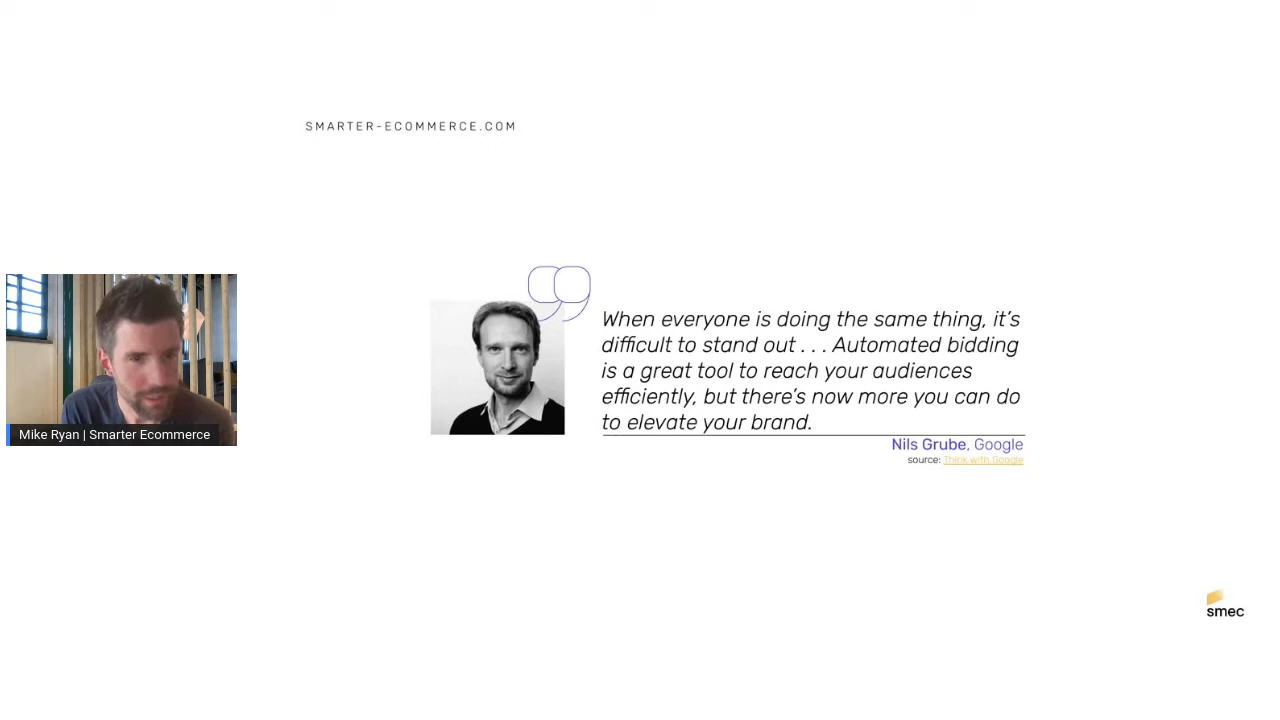 SMARTER-ECOMMERCE.COM
When everyone is doing the same thing, it's
difficult to stand out . . . Automated bidding
is a great tool to reach your audiences
efficiently, but there's now more you can do
to elevate your brand.
Nils Grube, Google
source: Think with Google
Mike Ryan | Smarter Ecommerce
smec